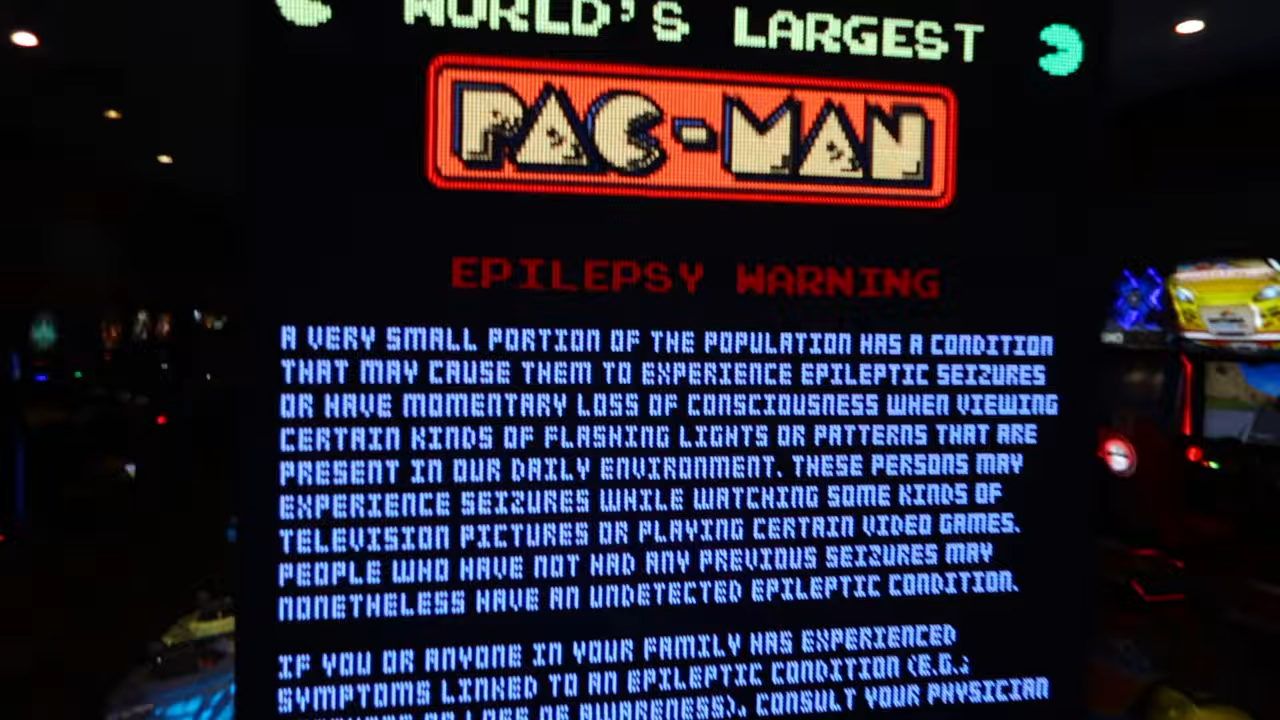 WORLD'S LARGEST
PAC-MAN
EPILEPSY WARNING
A VERY SMALL PORTION OF THE POPULATION HAS A CONDITION
THAT MAY CAUSE THEM TO EXPERIENCE EPILEPTIC SEIZURES
OR HAVE MOMENTARY LOSS OF CONSCIOUSNESS WHEN VIEWING
CERTAIN KINDS OF FLASHING LIGHTS OR PATTERNS THAT ARE
PRESENT IN OUR DAILY ENVIRONMENT. THESE PERSONS MAY
EXPERIENCE SEIZURES WHILE WATCHING SOME KINDS OF
TELEVISION PICTURES OR PLAYING CERTAIN VIDEO GAMES.
PEOPLE WHO HAVE NOT HAD ANY PREVIOUS SEIZURES MAY
NONETHELESS HAVE AN UNDETECTED EPILEPTIC CONDITION.
IF YOU OR ANYONE IN YOUR FAMILY HAS EXPERIENCED
SYMPTOMS LINKED TO AN EPILEPTIC CONDITION (E.G.;
OR LOSS OF AWARENESS), CONSULT YOUR PHYSICIAN